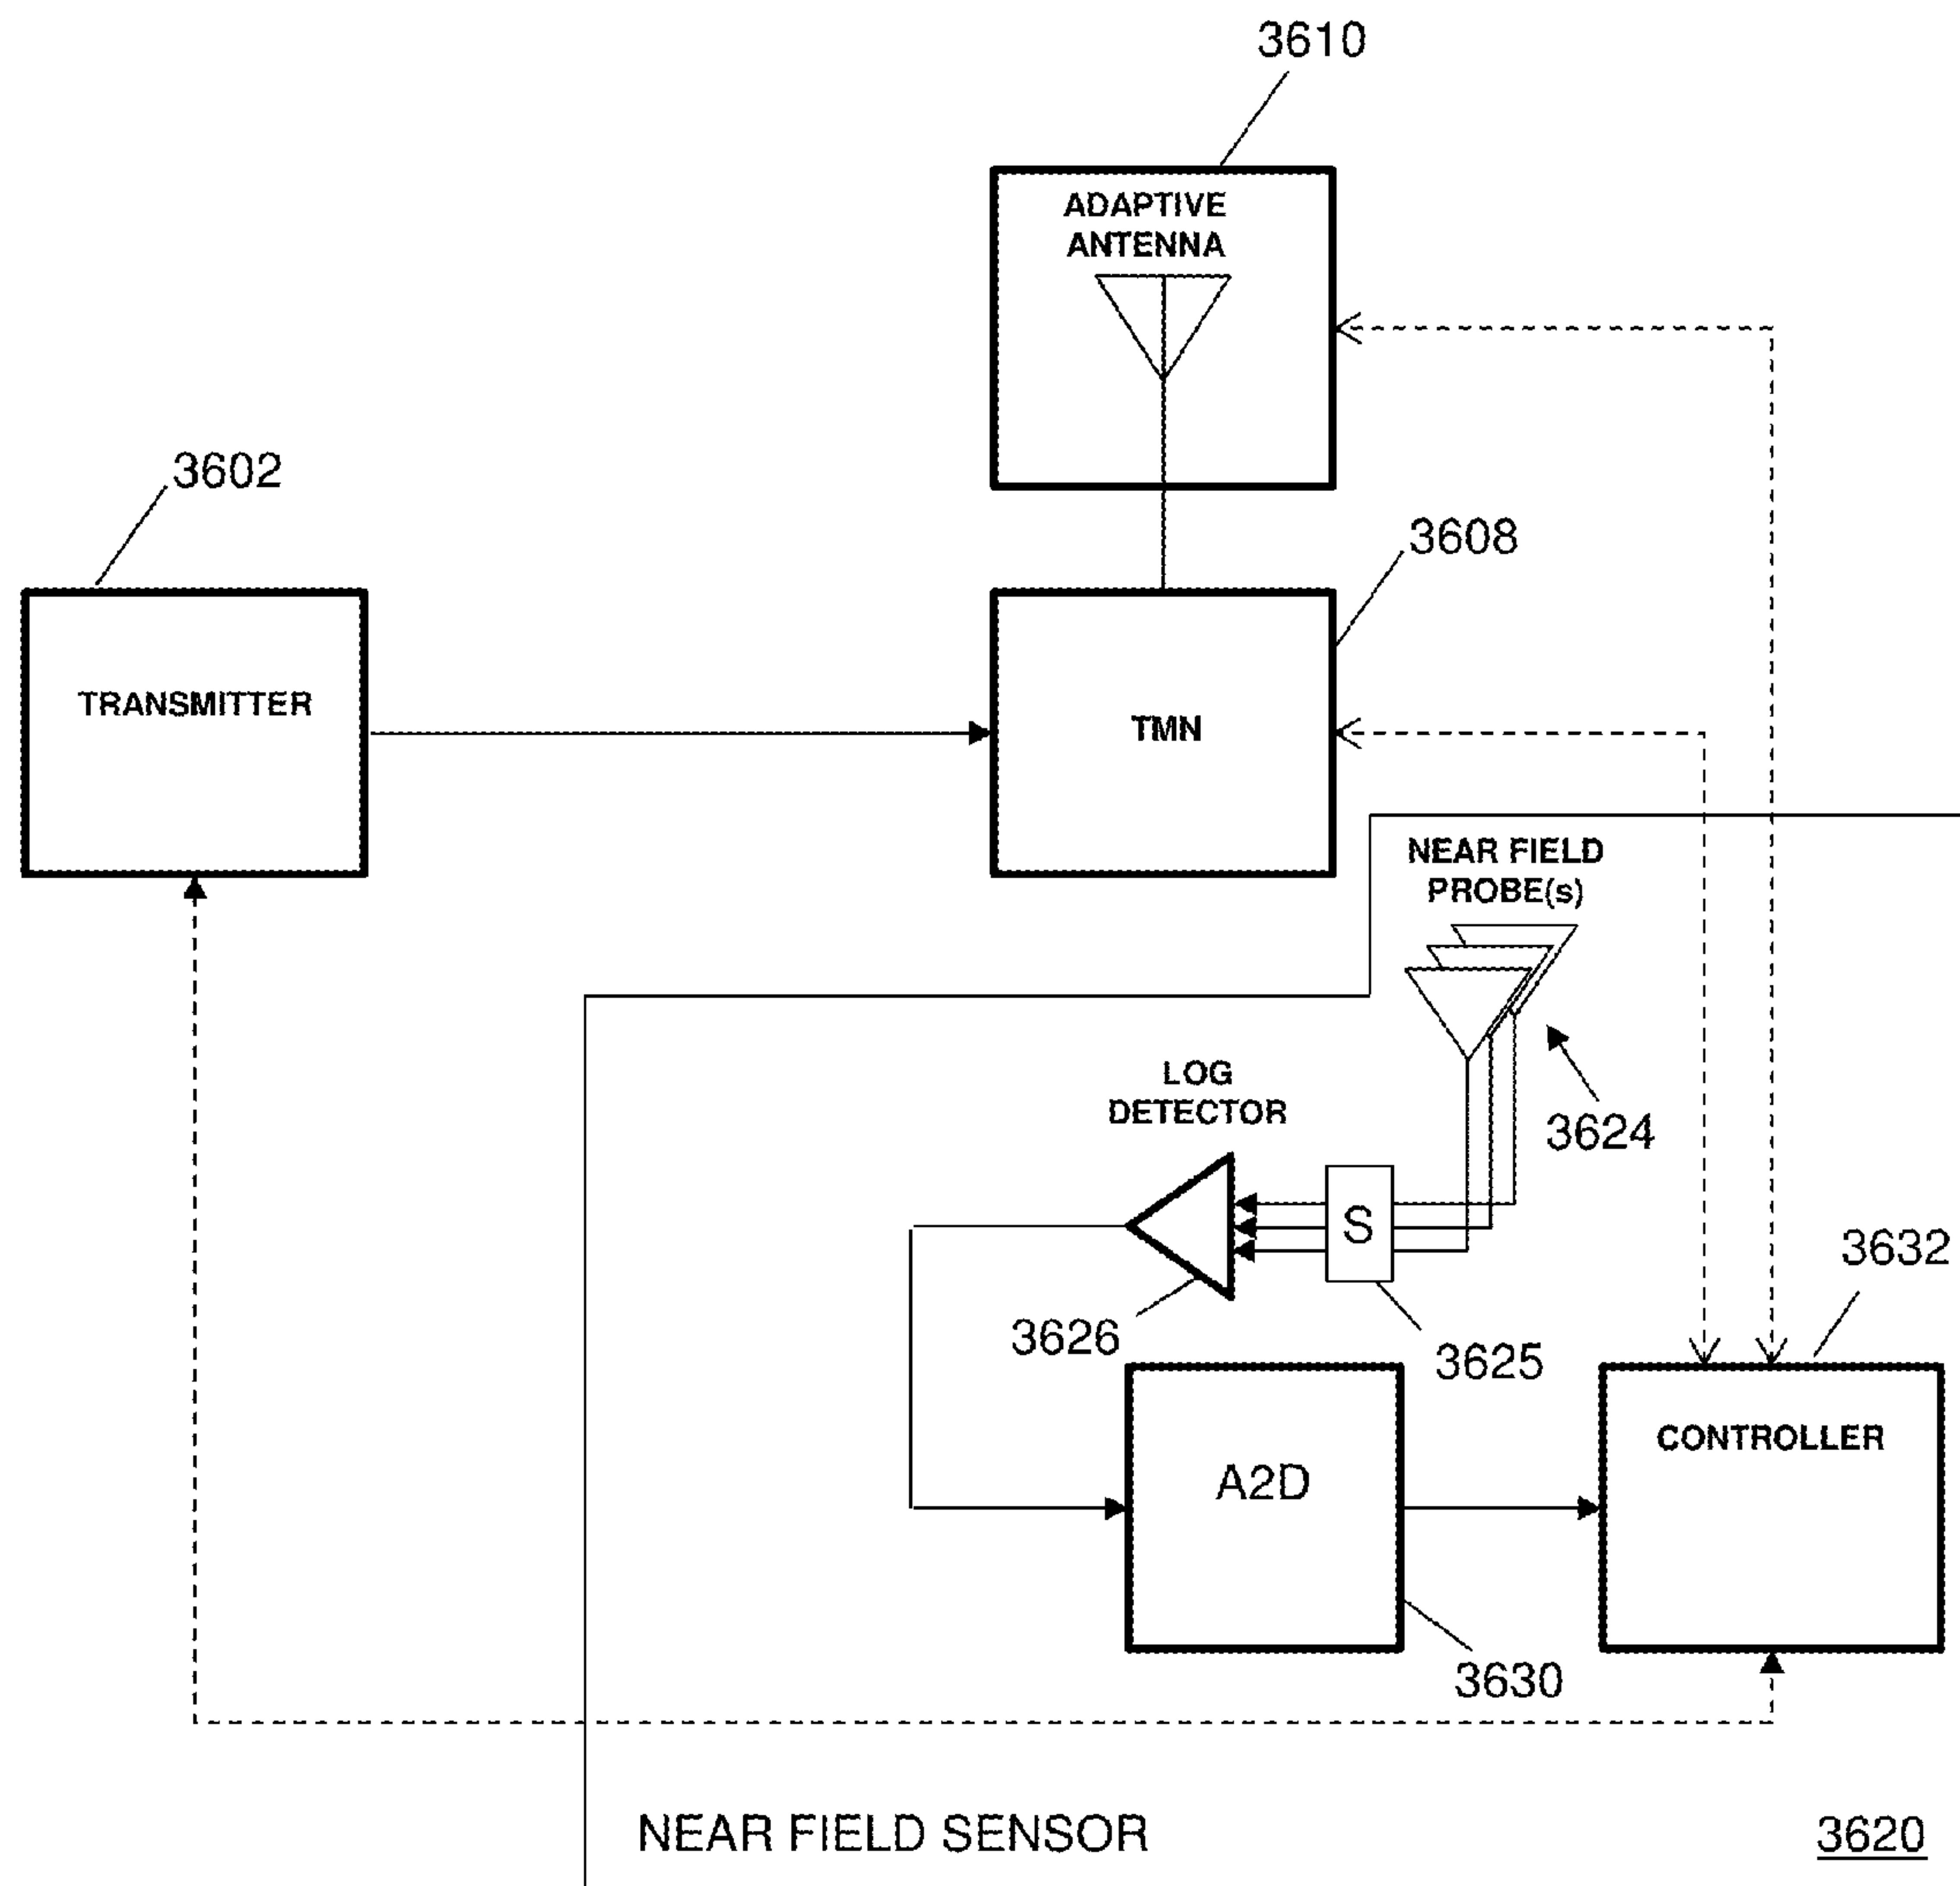 3610
ADAPTIVE
ANTENNA
3602
3608
TRANSMITTER
TMN
NEAR FIELD
PROBE(s)
LOG
DETECTOR
3624
S
3632
3626
3625
CONTROLLER
A2D
3630
NEAR FIELD SENSOR
3620